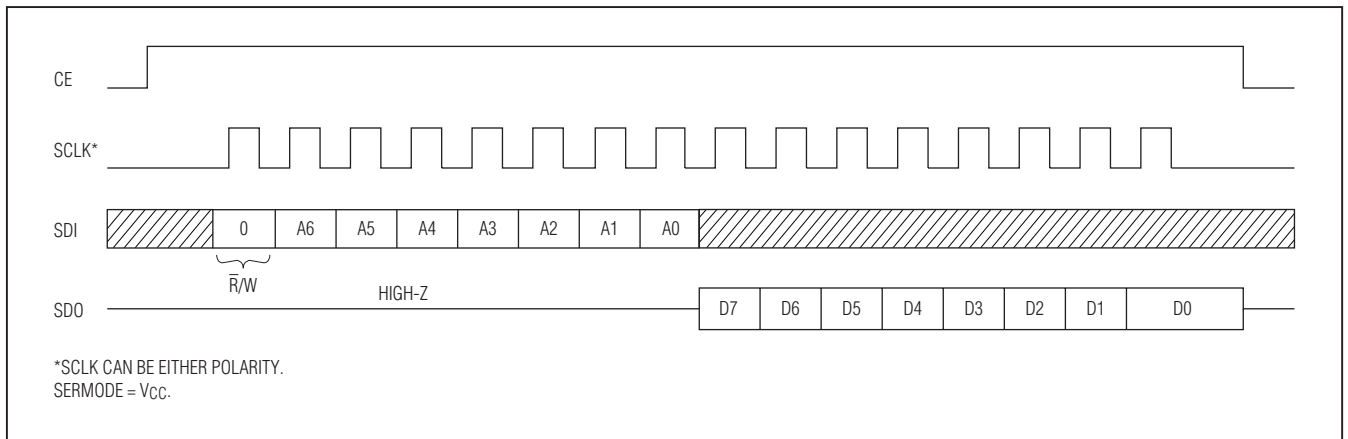 CE
SCLK*
SDI 0 A6 A5 A4 A3 A2 A1 A0
R̅/W
HIGH-Z
SDO D7 D6 D5 D4 D3 D2 D1 D0
*SCLK CAN BE EITHER POLARITY.
SERMODE = VCC.